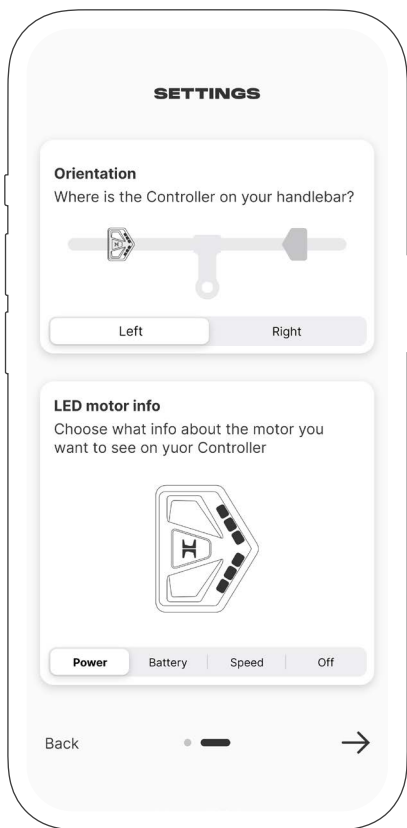 SETTINGS
Orientation
Where is the Controller on your handlebar?
Left Right
LED motor info
Choose what info about the motor you
want to see on yuor Controller
Power Battery Speed Off
Back